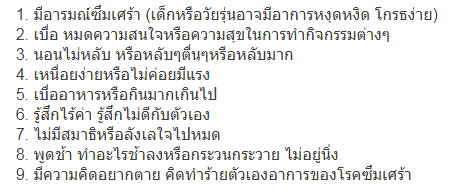 1. มีอารมณ์ซึมเศร้า (เด็กหรือวัยรุ่นอาจมีอาการหงุดหงิด โกรธง่าย)
2. เบื่อ หมดความสนใจหรือความสุขในการทำกิจกรรมต่างๆ
3. นอนไม่หลับ หรือหลับๆตื่นๆหรือหลับมาก
4. เหนื่อยง่ายหรือไม่ค่อยมีแรง
5. เบื่ออาหารหรือกินมากเกินไป
6. รู้สึกไร้ค่า รู้สึกไม่ดีกับตัวเอง
7. ไม่มีสมาธิหรือลังเลใจไปหมด
8. พูดช้า ทำอะไรช้าลงหรือกระวนกระวาย ไม่อยู่นิ่ง
9. มีความคิดอยากตาย คิดทำร้ายตัวเองอาการของโรคซึมเศร้า